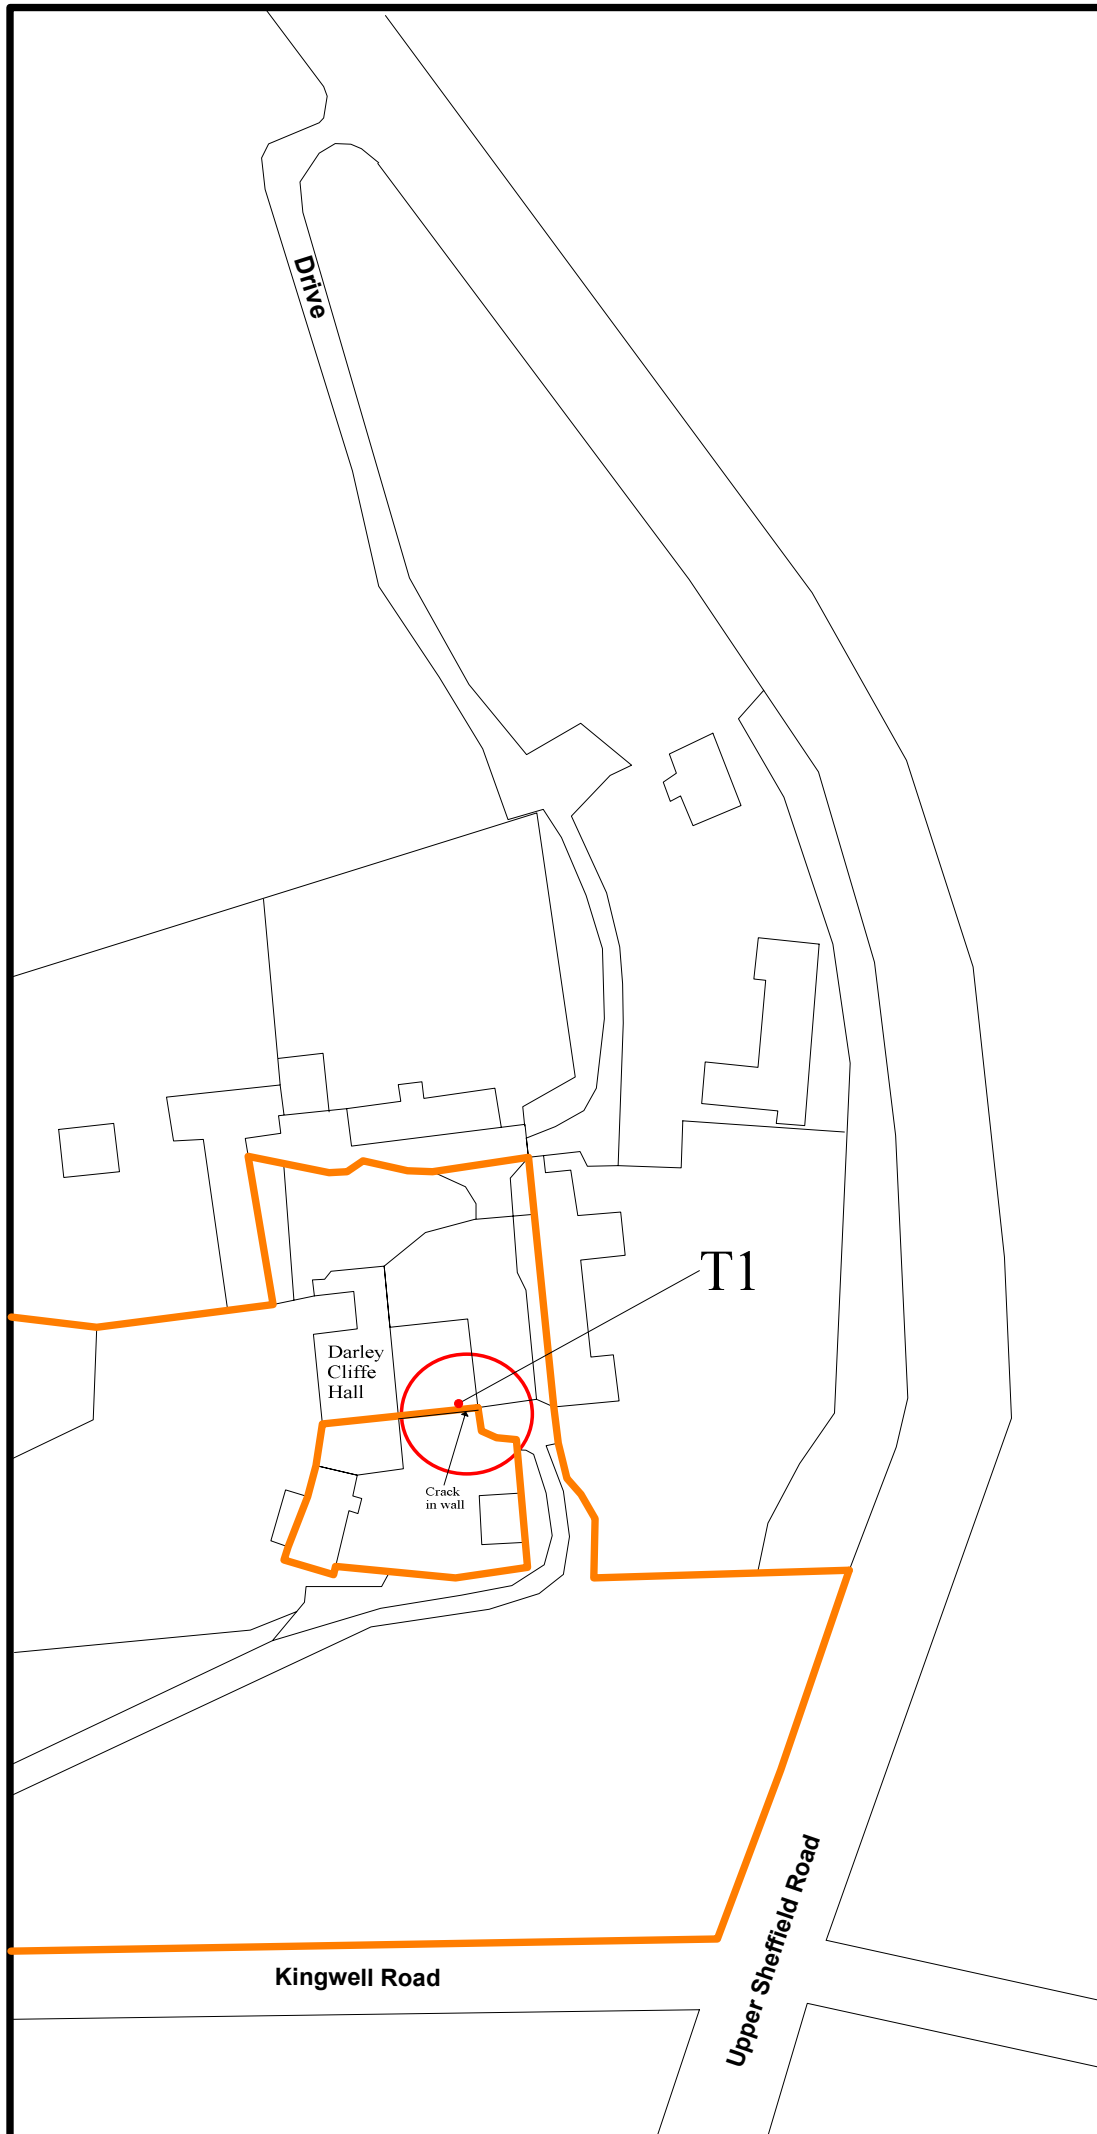 Drive
T1
Darley
Cliffe
Hall
Crack
in wall
Upper Sheffield Road
Kingwell Road